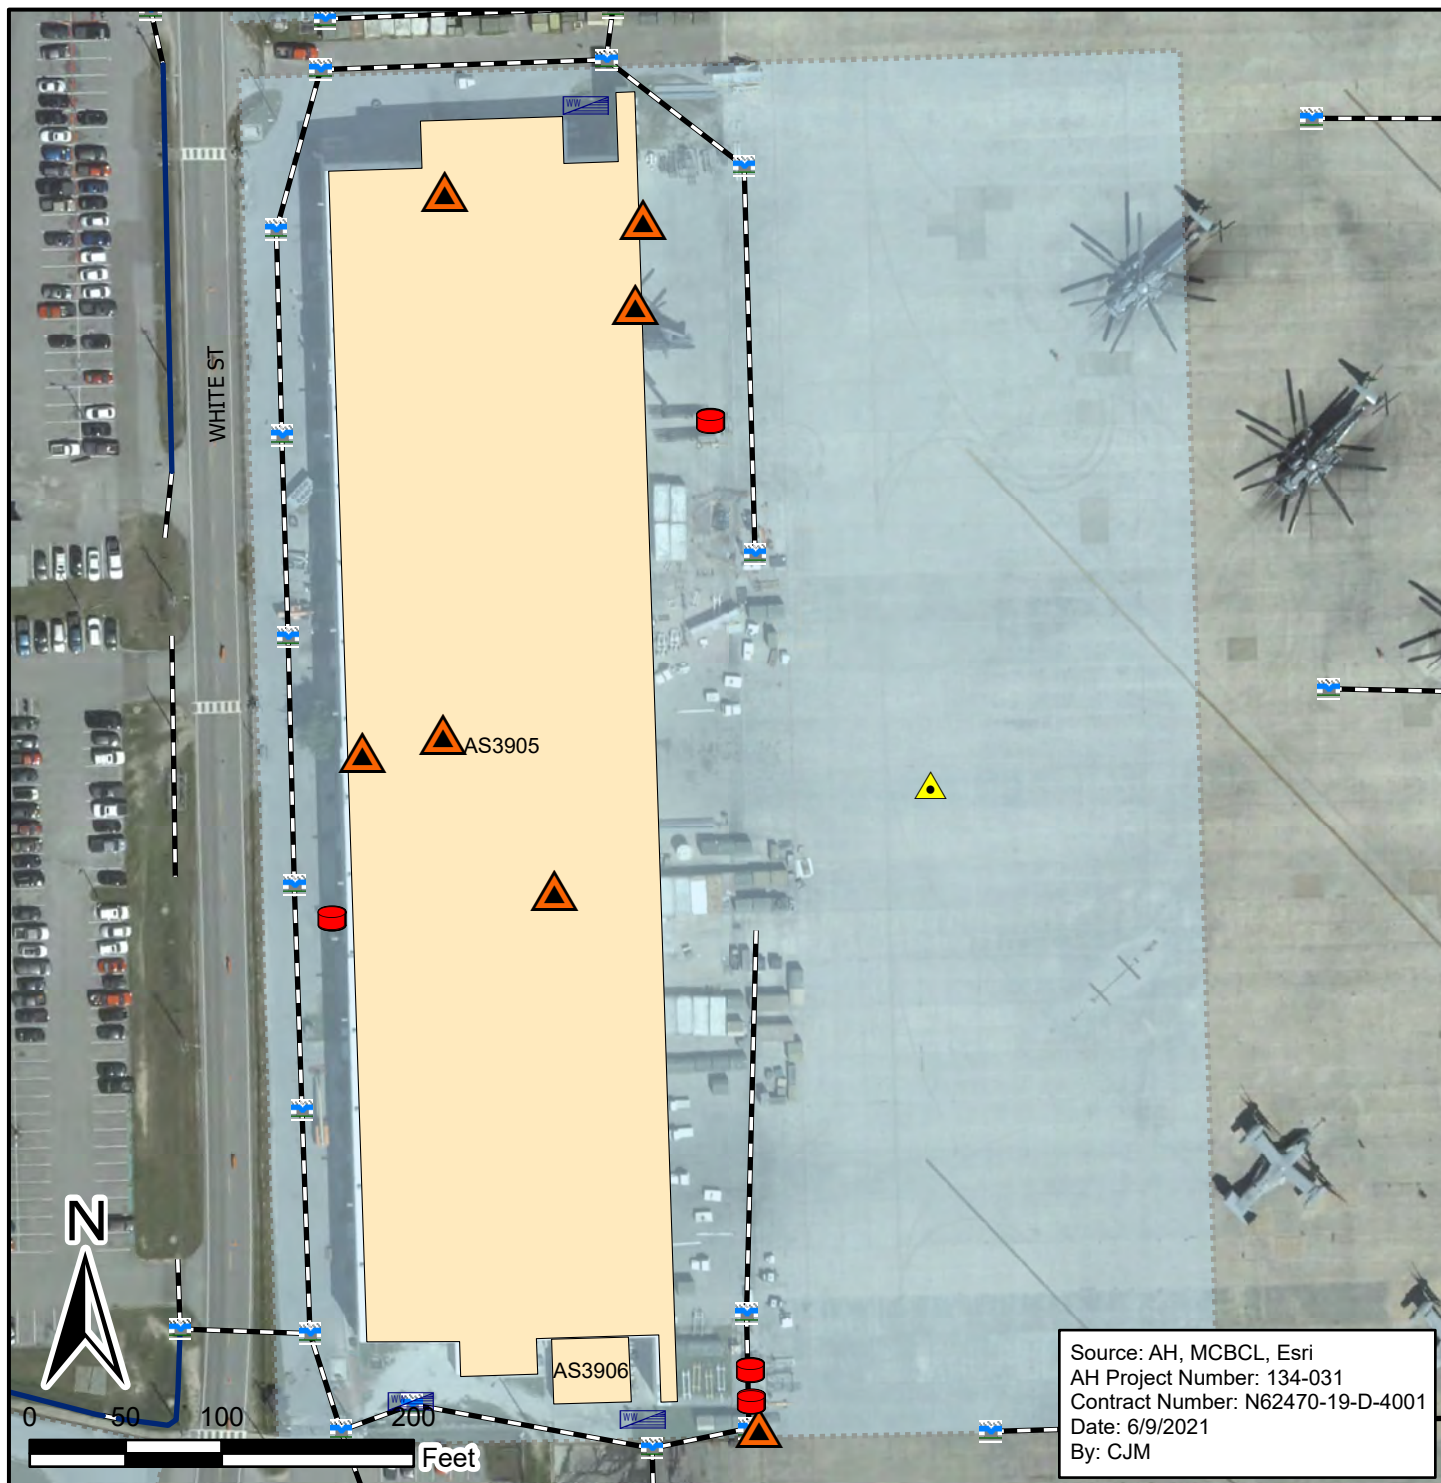 WW
WHITE ST
AS3905
N
AS3906
WW
WW
0 50 100 200
Feet
Source: AH, MCBCL, Esri
AH Project Number: 134-031
Contract Number: N62470-19-D-4001
Date: 6/9/2021
By: CJM